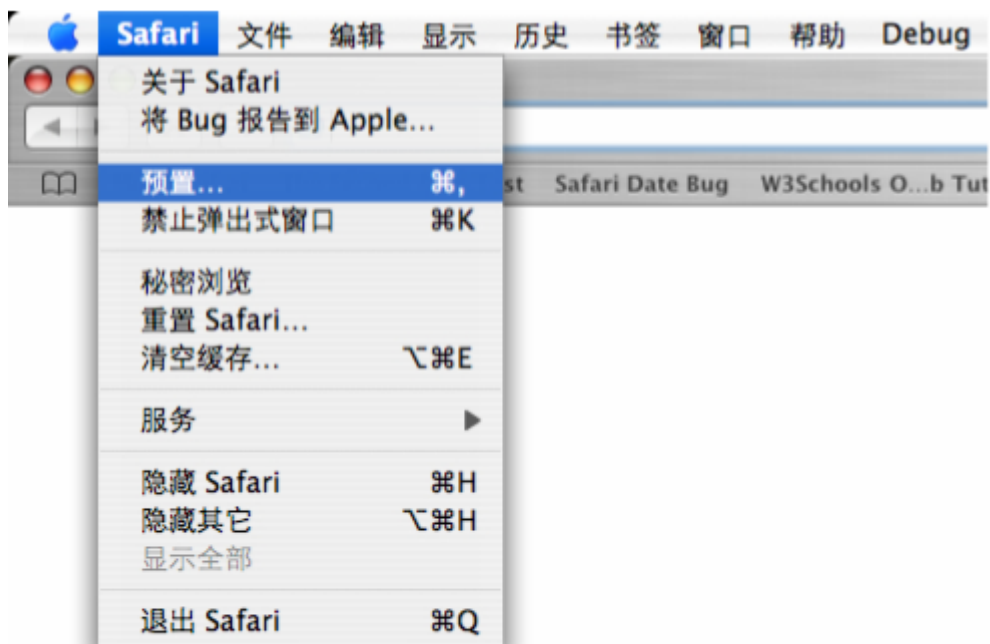 Safari 文件 编辑 显示 历史 书签 窗口 帮助 Debug
关于 Safari
将 Bug 报告到 Apple...
预置... ⌘,
st Safari Date Bug W3Schools O...b Tut
禁止弹出式窗口 ⌘K
秘密浏览
重置 Safari...
清空缓存... ⌥⌘E
服务 ▶
隐藏 Safari ⌘H
隐藏其它 ⌥⌘H
显示全部
退出 Safari ⌘Q